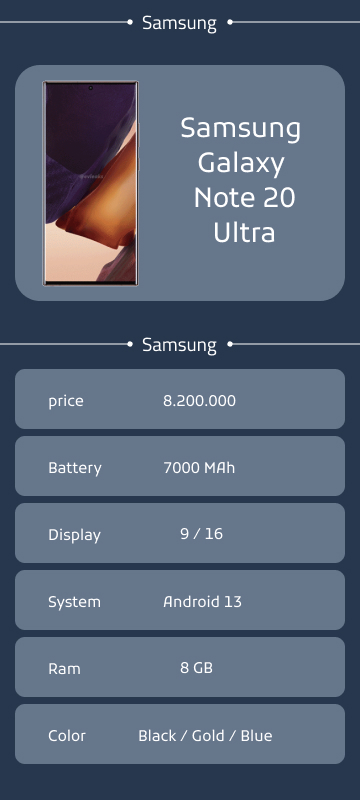 Samsung
Samsung
Galaxy
Note 20
Ultra
Samsung
price 8.200.000
Battery 7000 MAh
Display 9 / 16
System Android 13
Ram 8 GB
Color Black / Gold / Blue